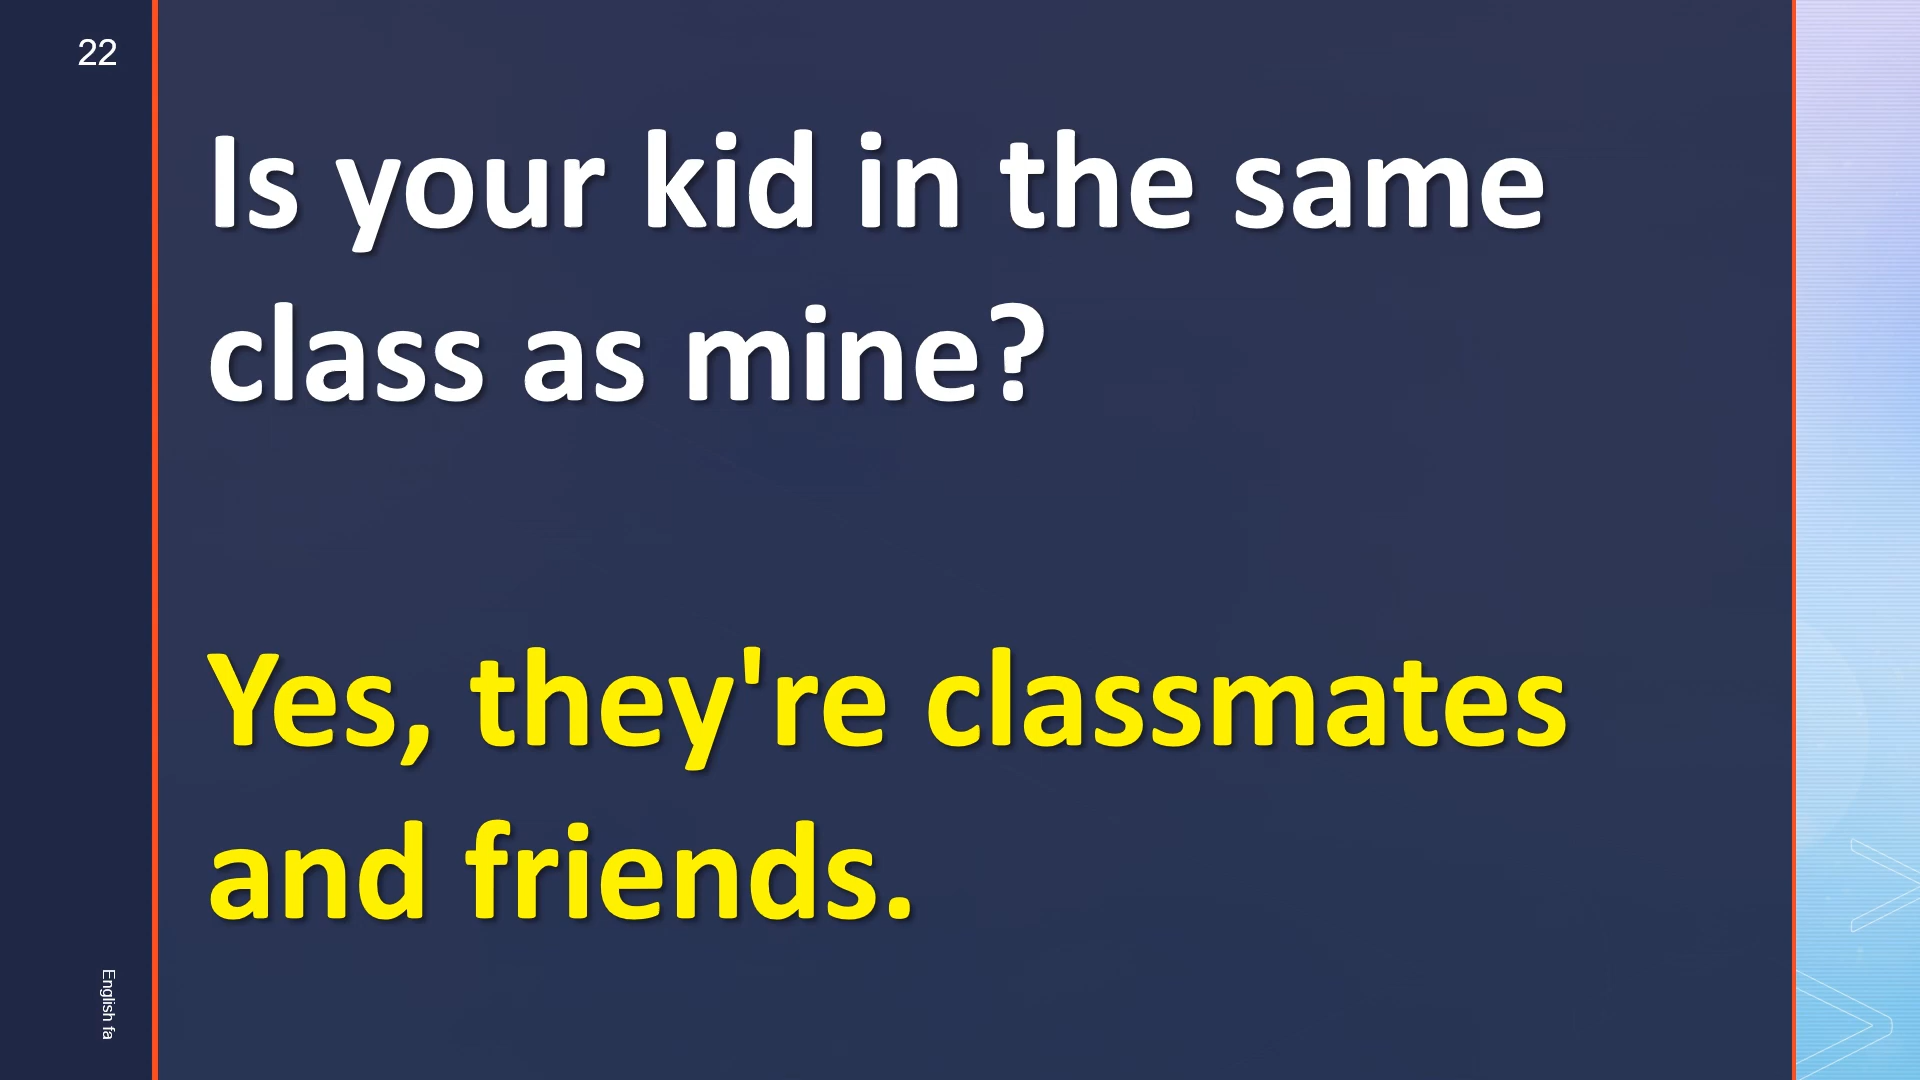 22
Is your kid in the same
class as mine?
Yes, they're classmates
and friends.
English fa